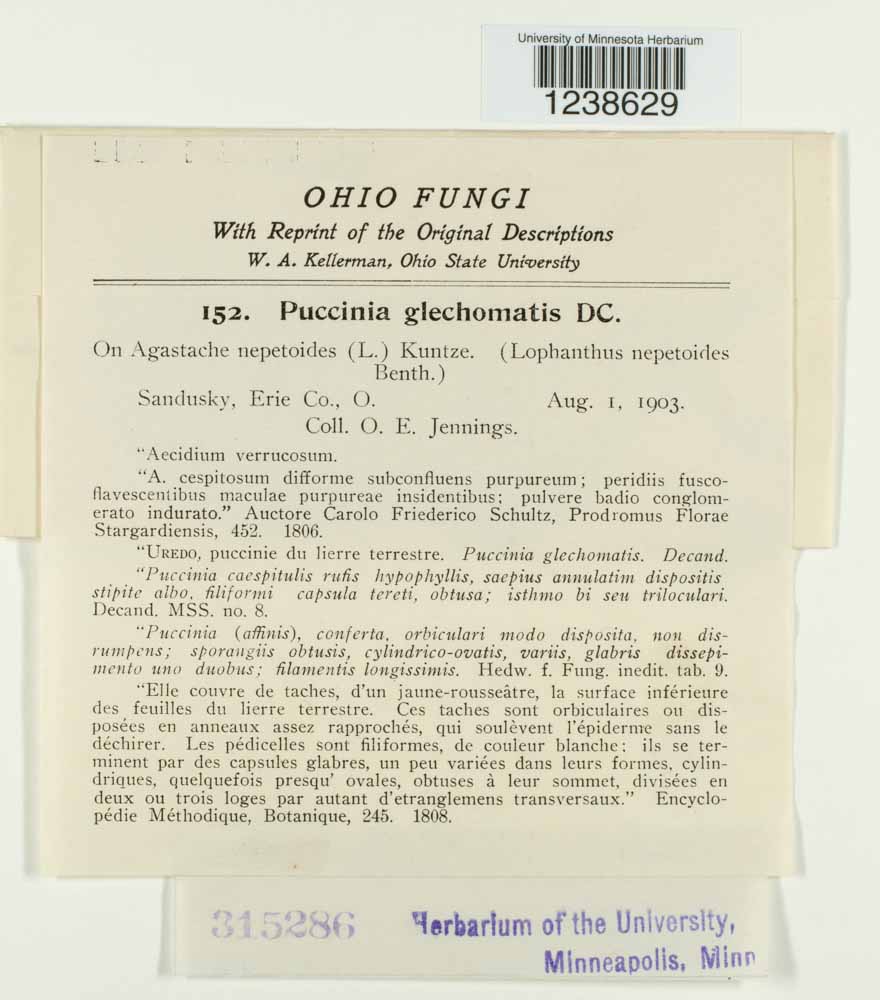 University of Minnesota Herbarium
1238629
OHIO FUNGI
With Reprint of the Original Descriptions
W. A. Kellerman, Ohio State University
152. Puccinia glechomatis DC.
On Agastache nepetoides (L.) Kuntze. (Lophanthus nepetoides
Benth.)
Sandusky, Erie Co., O. Aug. 1, 1903.
Coll. O. E. Jennings.
"Aecidium verrucosum.
"A. cespitosum difforme subconfluens purpureum; peridiis fusco-
flavescentibus maculae purpureae insidentibus; pulvere badio conglom-
erato indurato." Auctore Carolo Friederico Schultz, Prodromus Florae
Stargardiensis, 452. 1806.
"UREDO, puccinie du lierre terrestre. Puccinia glechomatis. Decand.
"Puccinia caespitulis rufis hypophyllis, saepius annulatim dispositis
stipite albo, filiformi capsula tereti, obtusa; isthmo bi seu triloculari.
Decand. MSS. no. 8.
"Puccinia (affinis), conferta, orbiculari modo disposita, non dis-
rumpens; sporangiis obtusis, cylindrico-ovatis, variis, glabris dissepi-
mento uno duobus; filamentis longissimis. Hedw. f. Fung. inedit. tab. 9.
"Elle couvre de taches, d'un jaune-rousseâtre, la surface inférieure
des feuilles du lierre terrestre. Ces taches sont orbiculaires ou dis-
posées en anneaux assez rapprochés, qui soulèvent l'épiderme sans le
déchirer. Les pédicelles sont filiformes, de couleur blanche: ils se ter-
minent par des capsules glabres, un peu variées dans leurs formes, cylin-
driques, quelquefois presqu' ovales, obtuses à leur sommet, divisées en
deux ou trois loges par autant d'etranglemens transversaux." Encyclo-
pédie Méthodique, Botanique, 245. 1808.
315286 Herbarium of the University,
Minneapolis, Minn